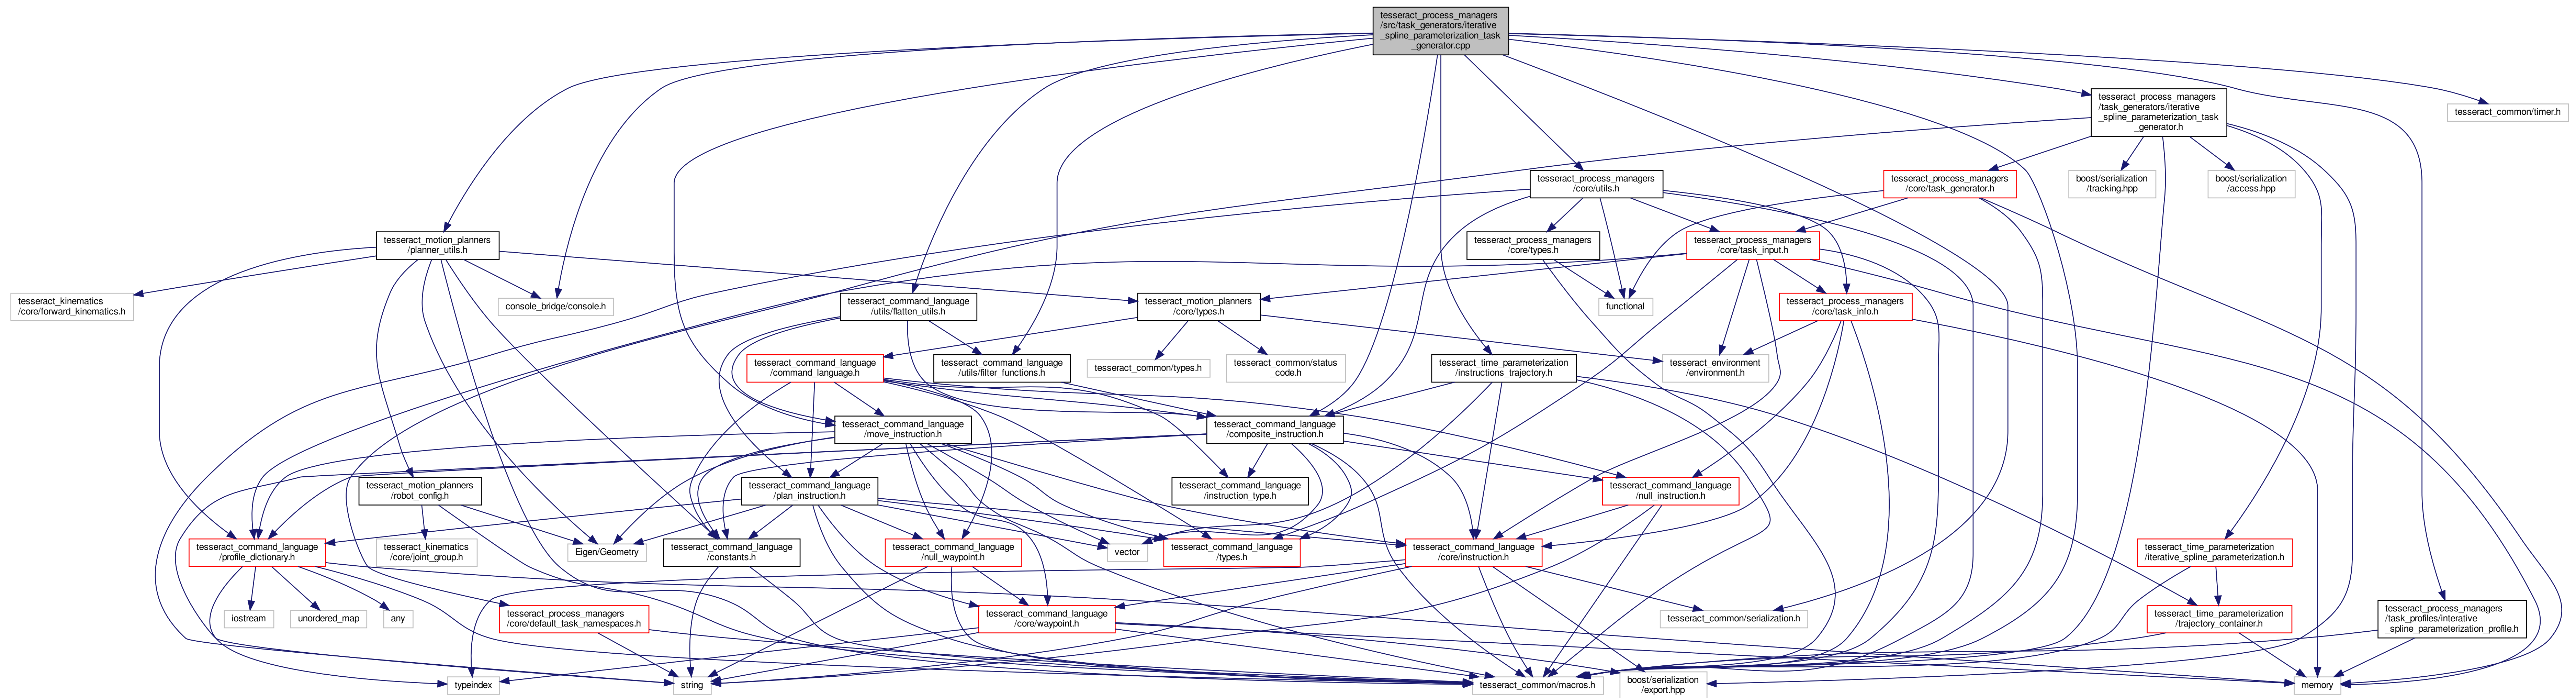 tesseract_process_managers
/src/task_generators/iterative
_spline_parameterization_task
_generator.cpp
tesseract_process_managers
/task_generators/iterative
_spline_parameterization_task
_generator.h
tesseract_common/timer.h
tesseract_process_managers
/core/utils.h
tesseract_process_managers
/core/task_generator.h
boost/serialization
/tracking.hpp
boost/serialization
/access.hpp
tesseract_motion_planners
/planner_utils.h
tesseract_process_managers
/core/types.h
tesseract_process_managers
/core/task_input.h
tesseract_kinematics
/core/forward_kinematics.h
console_bridge/console.h
tesseract_command_language
/utils/flatten_utils.h
tesseract_motion_planners
/core/types.h
functional
tesseract_process_managers
/core/task_info.h
tesseract_command_language
/command_language.h
tesseract_command_language
/utils/filter_functions.h
tesseract_common/types.h
tesseract_common/status
_code.h
tesseract_time_parameterization
/instructions_trajectory.h
tesseract_environment
/environment.h
tesseract_command_language
/move_instruction.h
tesseract_command_language
/composite_instruction.h
tesseract_motion_planners
/robot_config.h
tesseract_command_language
/plan_instruction.h
tesseract_command_language
/instruction_type.h
tesseract_command_language
/null_instruction.h
tesseract_command_language
/profile_dictionary.h
tesseract_kinematics
/core/joint_group.h
Eigen/Geometry
tesseract_command_language
/constants.h
tesseract_command_language
/null_waypoint.h
vector
tesseract_command_language
/types.h
tesseract_command_language
/core/instruction.h
tesseract_time_parameterization
/iterative_spline_parameterization.h
iostream
unordered_map
any
tesseract_process_managers
/core/default_task_namespaces.h
tesseract_command_language
/core/waypoint.h
tesseract_common/serialization.h
tesseract_time_parameterization
/trajectory_container.h
tesseract_process_managers
/task_profiles/iterative
_spline_parameterization_profile.h
typeindex
string
tesseract_common/macros.h
boost/serialization
/export.hpp
memory